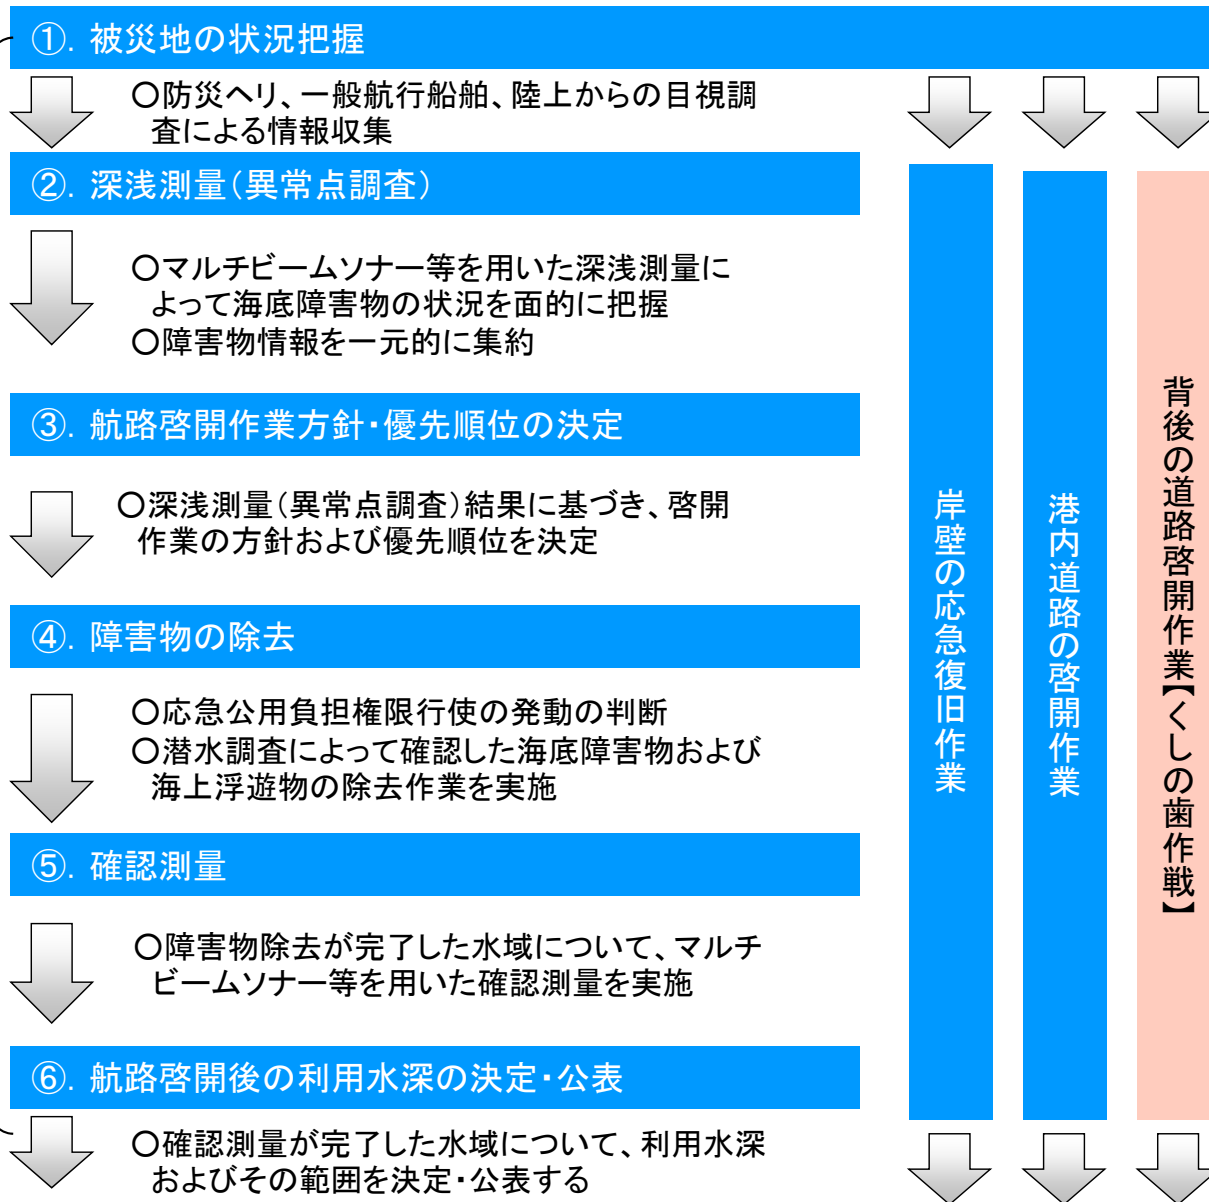 ①. 被災地の状況把握
〇防災ヘリ、一般航行船舶、陸上からの目視調
査による情報収集
②. 深浅測量(異常点調査)
〇マルチビームソナー等を用いた深浅測量に
よって海底障害物の状況を面的に把握
〇障害物情報を一元的に集約
③. 航路啓開作業方針・優先順位の決定
〇深浅測量(異常点調査)結果に基づき、啓開
作業の方針および優先順位を決定
④. 障害物の除去
〇応急公用負担権限行使の発動の判断
〇潜水調査によって確認した海底障害物および
海上浮遊物の除去作業を実施
⑤. 確認測量
〇障害物除去が完了した水域について、マルチ
ビームソナー等を用いた確認測量を実施
⑥. 航路啓開後の利用水深の決定・公表
〇確認測量が完了した水域について、利用水深
およびその範囲を決定・公表する
岸壁の応急復旧作業
港内道路の啓開作業
背後の道路啓開作業【くしの歯作戦】